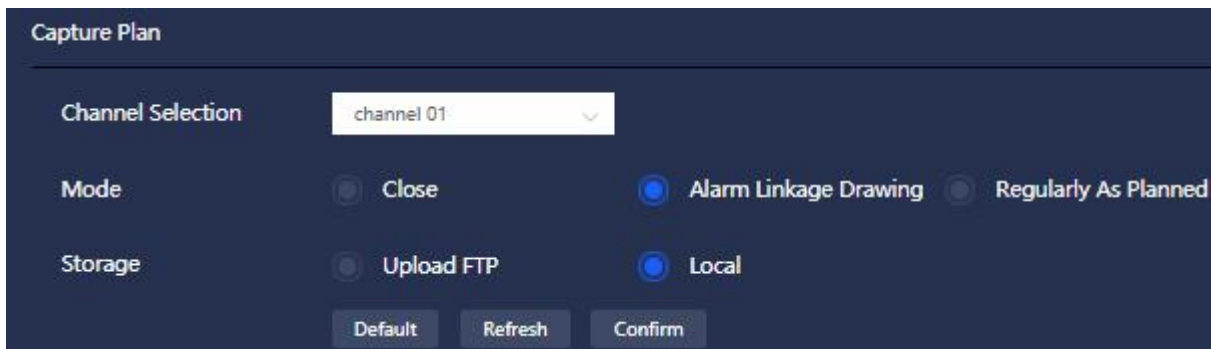 Capture Plan
Channel Selection channel 01
Mode Close Alarm Linkage Drawing Regularly As Planned
Storage Upload FTP Local
Default Refresh Confirm